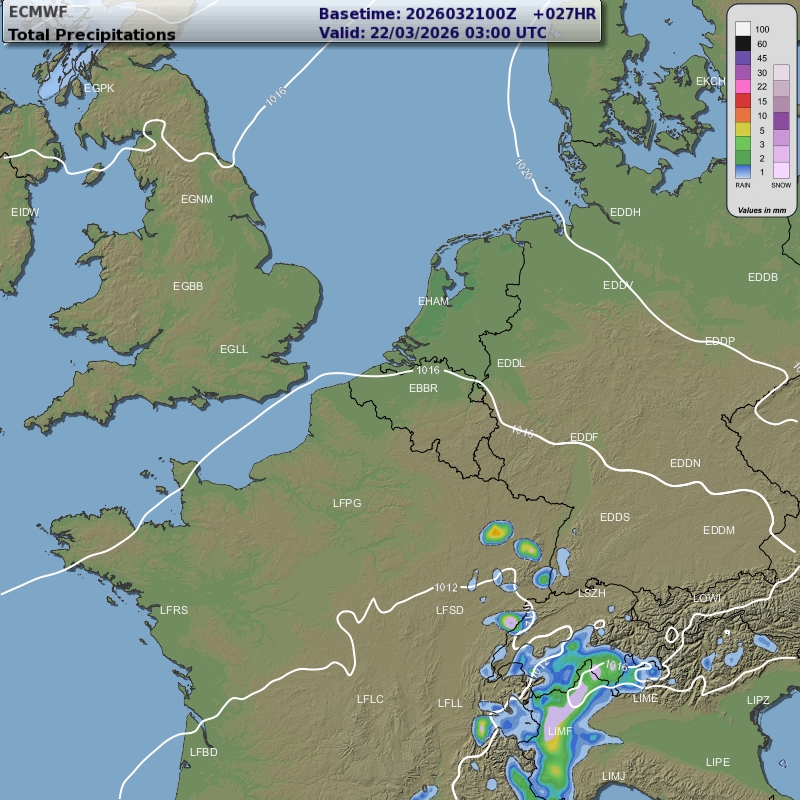 ECMWF
Basetime: 2026032100Z +027HR
Total Precipitations
Valid: 22/03/2026 03:00 UTC
100
60
45
30
22
15
10
5
3
2
1
RAIN SNOW
Values in mm
EGPK
EKCH
1016
1020
EGNM
EIDW
EDDH
EGBB
EDDV
EDDB
EHAM
EGLL
EDDP
EDDL
1016
EBBR
1016
EDDF
EDDN
LFPG
EDDS
EDDM
1012
LSZH
LOWI
LFRS
LFSD
1012
1012
1016
LFLC
LFLL
LIME
LIPZ
LIMF
LFBD
LIPE
LIMJ